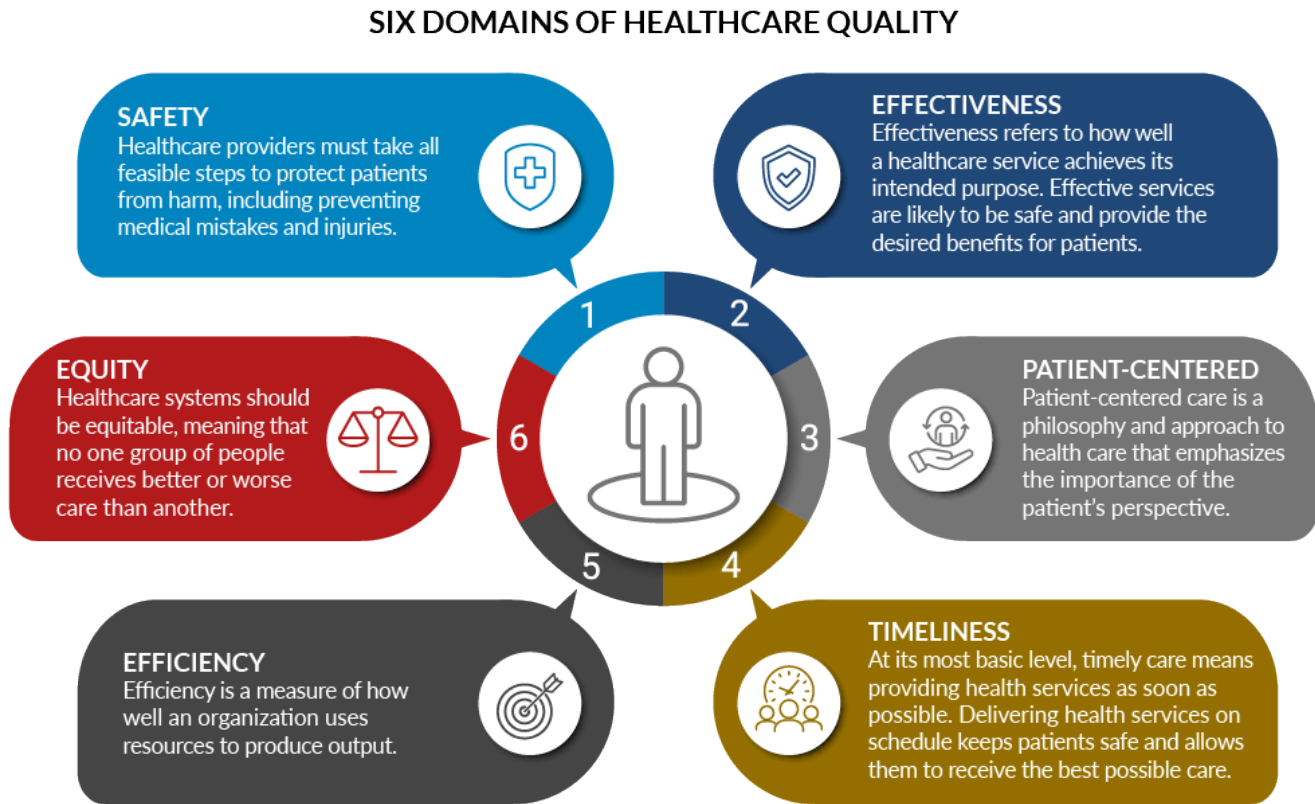 SIX DOMAINS OF HEALTHCARE QUALITY
SAFETY
Healthcare providers must take all
feasible steps to protect patients
from harm, including preventing
medical mistakes and injuries.
EFFECTIVENESS
Effectiveness refers to how well
a healthcare service achieves its
intended purpose. Effective services
are likely to be safe and provide the
desired benefits for patients.
1
2
EQUITY
Healthcare systems should
be equitable, meaning that
no one group of people
receives better or worse
care than another.
6
3
PATIENT-CENTERED
Patient-centered care is a
philosophy and approach to
health care that emphasizes
the importance of the
patient’s perspective.
5
4
EFFICIENCY
Efficiency is a measure of how
well an organization uses
resources to produce output.
TIMELINESS
At its most basic level, timely care means
providing health services as soon as
possible. Delivering health services on
schedule keeps patients safe and allows
them to receive the best possible care.